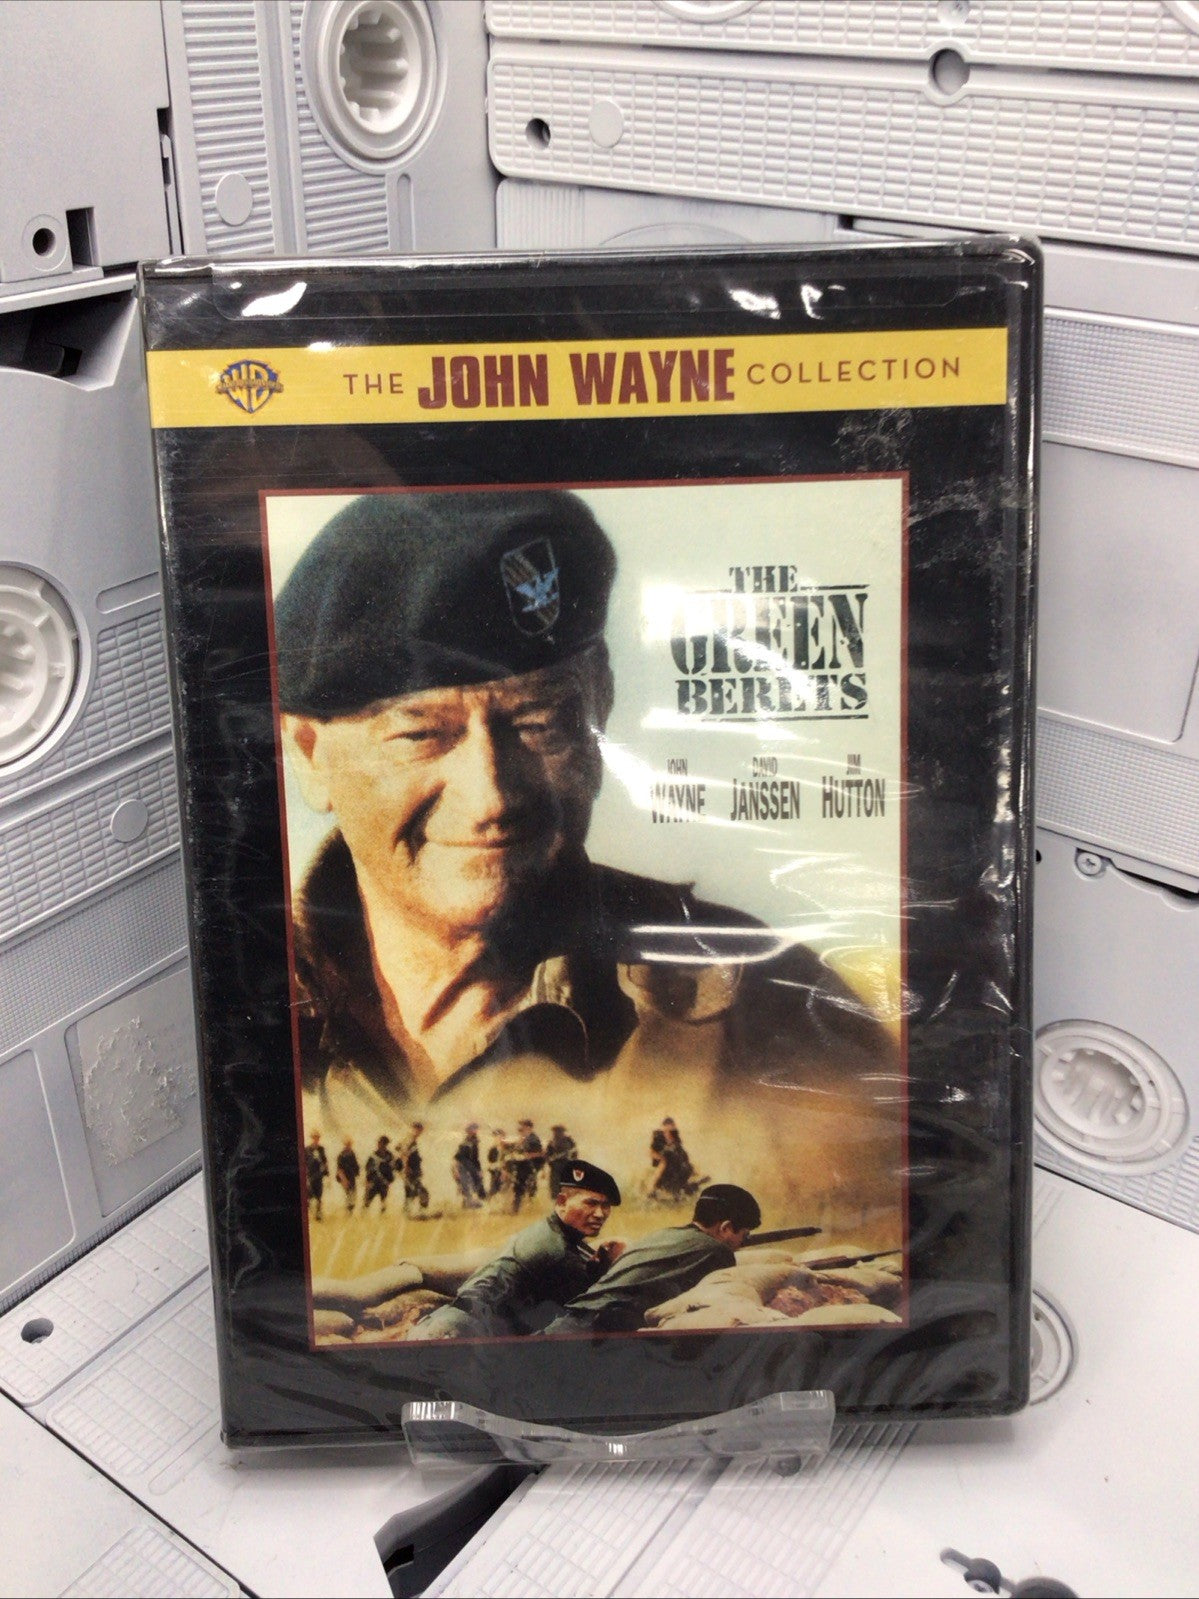 THE JOHN WAYNE COLLECTION
THE
GREEN
BERETS
JOHN DAVID JIM
WAYNE JANSSEN HUTTON